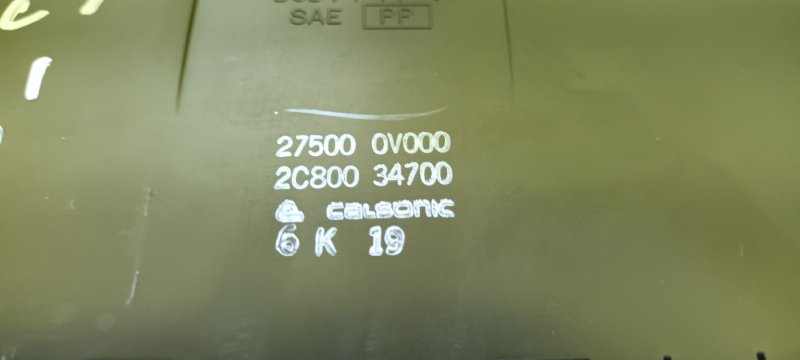 SAE PP
27500 0V000
2C800 34700
calsonic
6 K 19